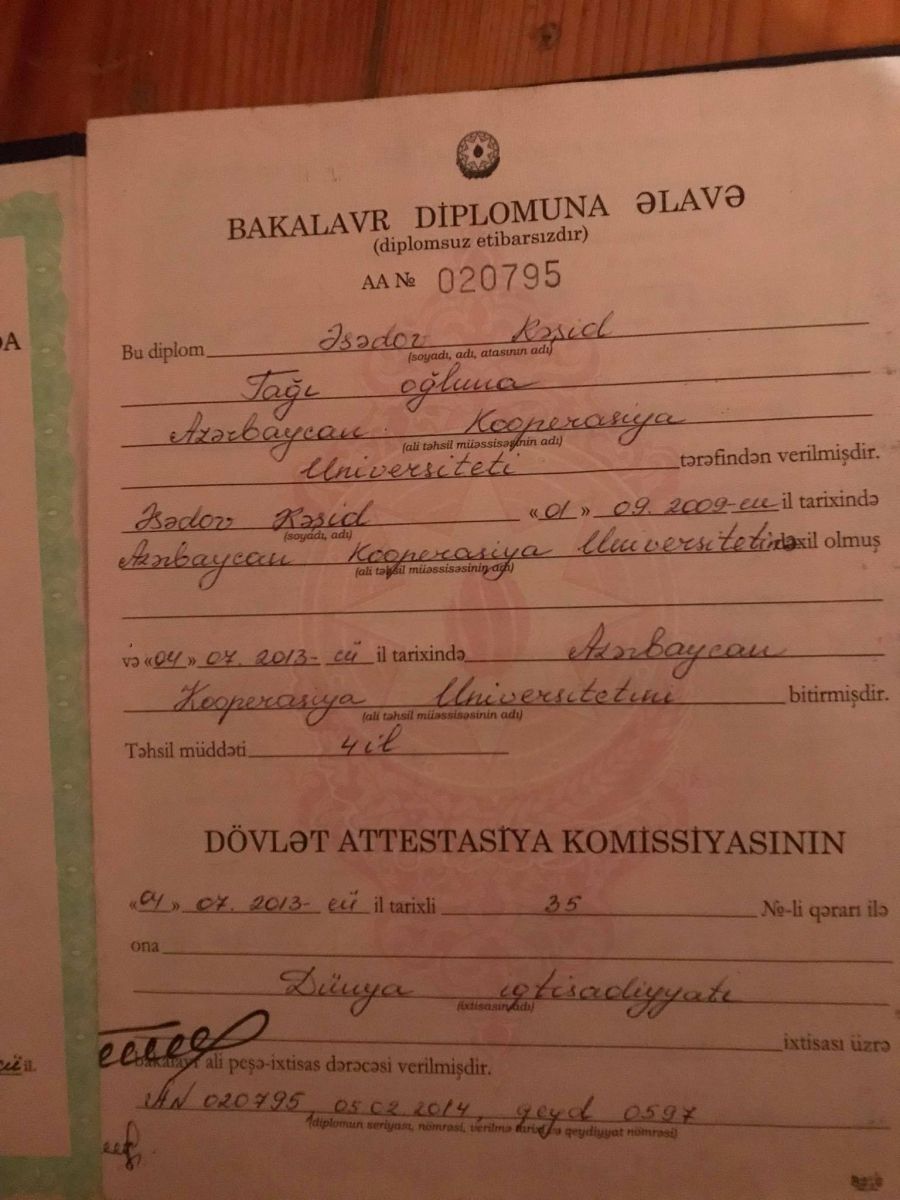 BAKALAVR DİPLOMUNA ƏLAVƏ
(diplomsuz etibarsızdır)
AA № 020795
Bu diplom Əsədov Rəşid
(soyadı, adı, atasının adı)
Tağı oğluna
Azərbaycan Kooperasiya
(ali təhsil müəssisəsinin adı)
Universiteti tərəfindən verilmişdir.
Əsədov Rəşid «01» 09. 2009-cu il tarixində
(soyadı, adı)
Azərbaycan Kooperasiya Universitetinə daxil olmuş
(ali təhsil müəssisəsinin adı)
və «04» 07. 2013-cü il tarixində Azərbaycan
Kooperasiya Universitetini bitirmişdir.
(ali təhsil müəssisəsinin adı)
Təhsil müddəti 4 il
DÖVLƏT ATTESTASİYA KOMİSSİYASININ
«04» 07. 2013-cü il tarixli 35 №-li qərarı ilə
ona
Dünya iqtisadiyyatı
(ixtisasın adı)
ixtisası üzrə
bakalavr ali peşə-ixtisas dərəcəsi verilmişdir.
AN 020795, 05.02.2014, qeyd 0597
(diplomun seriyası, nömrəsi, verilmə tarixi və qeydiyyat nömrəsi)
DA
cü il.